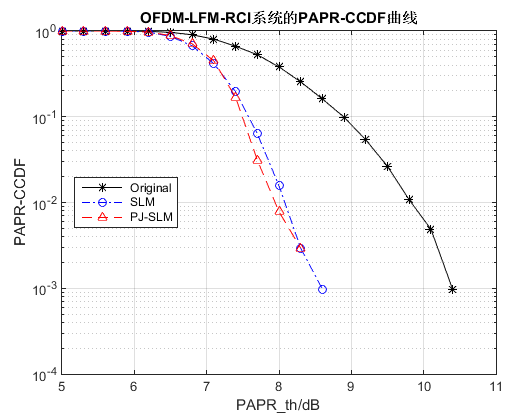 OFDM-LFM-RCI系统的PAPR-CCDF曲线
10^0
10^-1
10^-2
10^-3
10^-4
PAPR-CCDF
Original
SLM
PJ-SLM
5 6 7 8 9 10 11
PAPR_th/dB